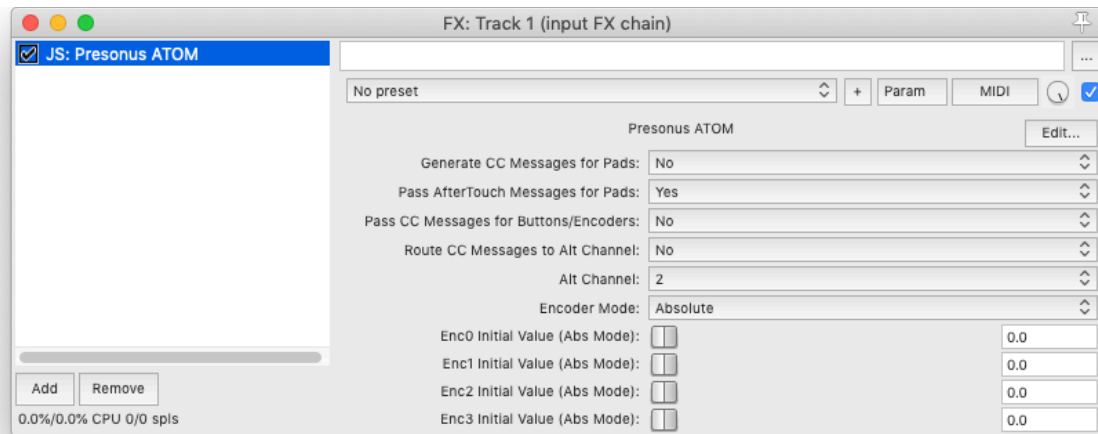 FX: Track 1 (input FX chain)
JS: Presonus ATOM
...
No preset + Param MIDI
Presonus ATOM
Edit...
Generate CC Messages for Pads: No
Pass AfterTouch Messages for Pads: Yes
Pass CC Messages for Buttons/Encoders: No
Route CC Messages to Alt Channel: No
Alt Channel: 2
Encoder Mode: Absolute
Enc0 Initial Value (Abs Mode): 0.0
Enc1 Initial Value (Abs Mode): 0.0
Enc2 Initial Value (Abs Mode): 0.0
Enc3 Initial Value (Abs Mode): 0.0
Add Remove
0.0%/0.0% CPU 0/0 spls